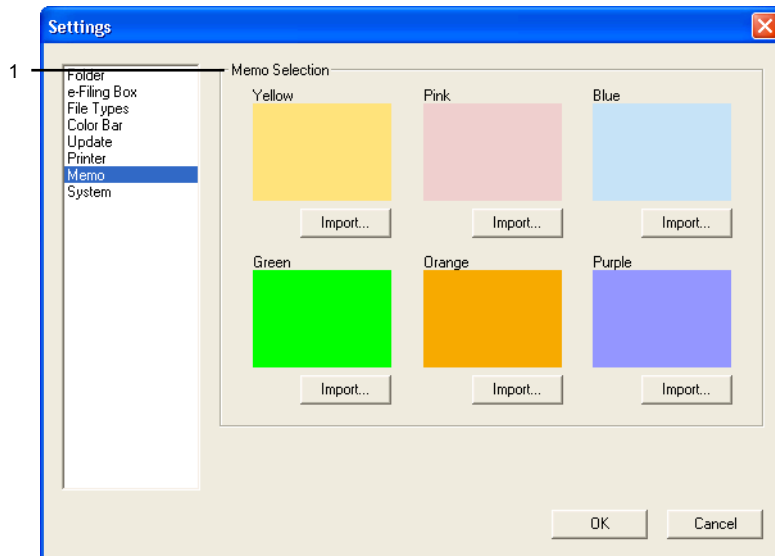 Settings
1
Folder
e-Filing Box
File Types
Color Bar
Update
Printer
Memo
System
Memo Selection
Yellow Pink Blue
Import... Import... Import...
Green Orange Purple
Import... Import... Import...
OK Cancel